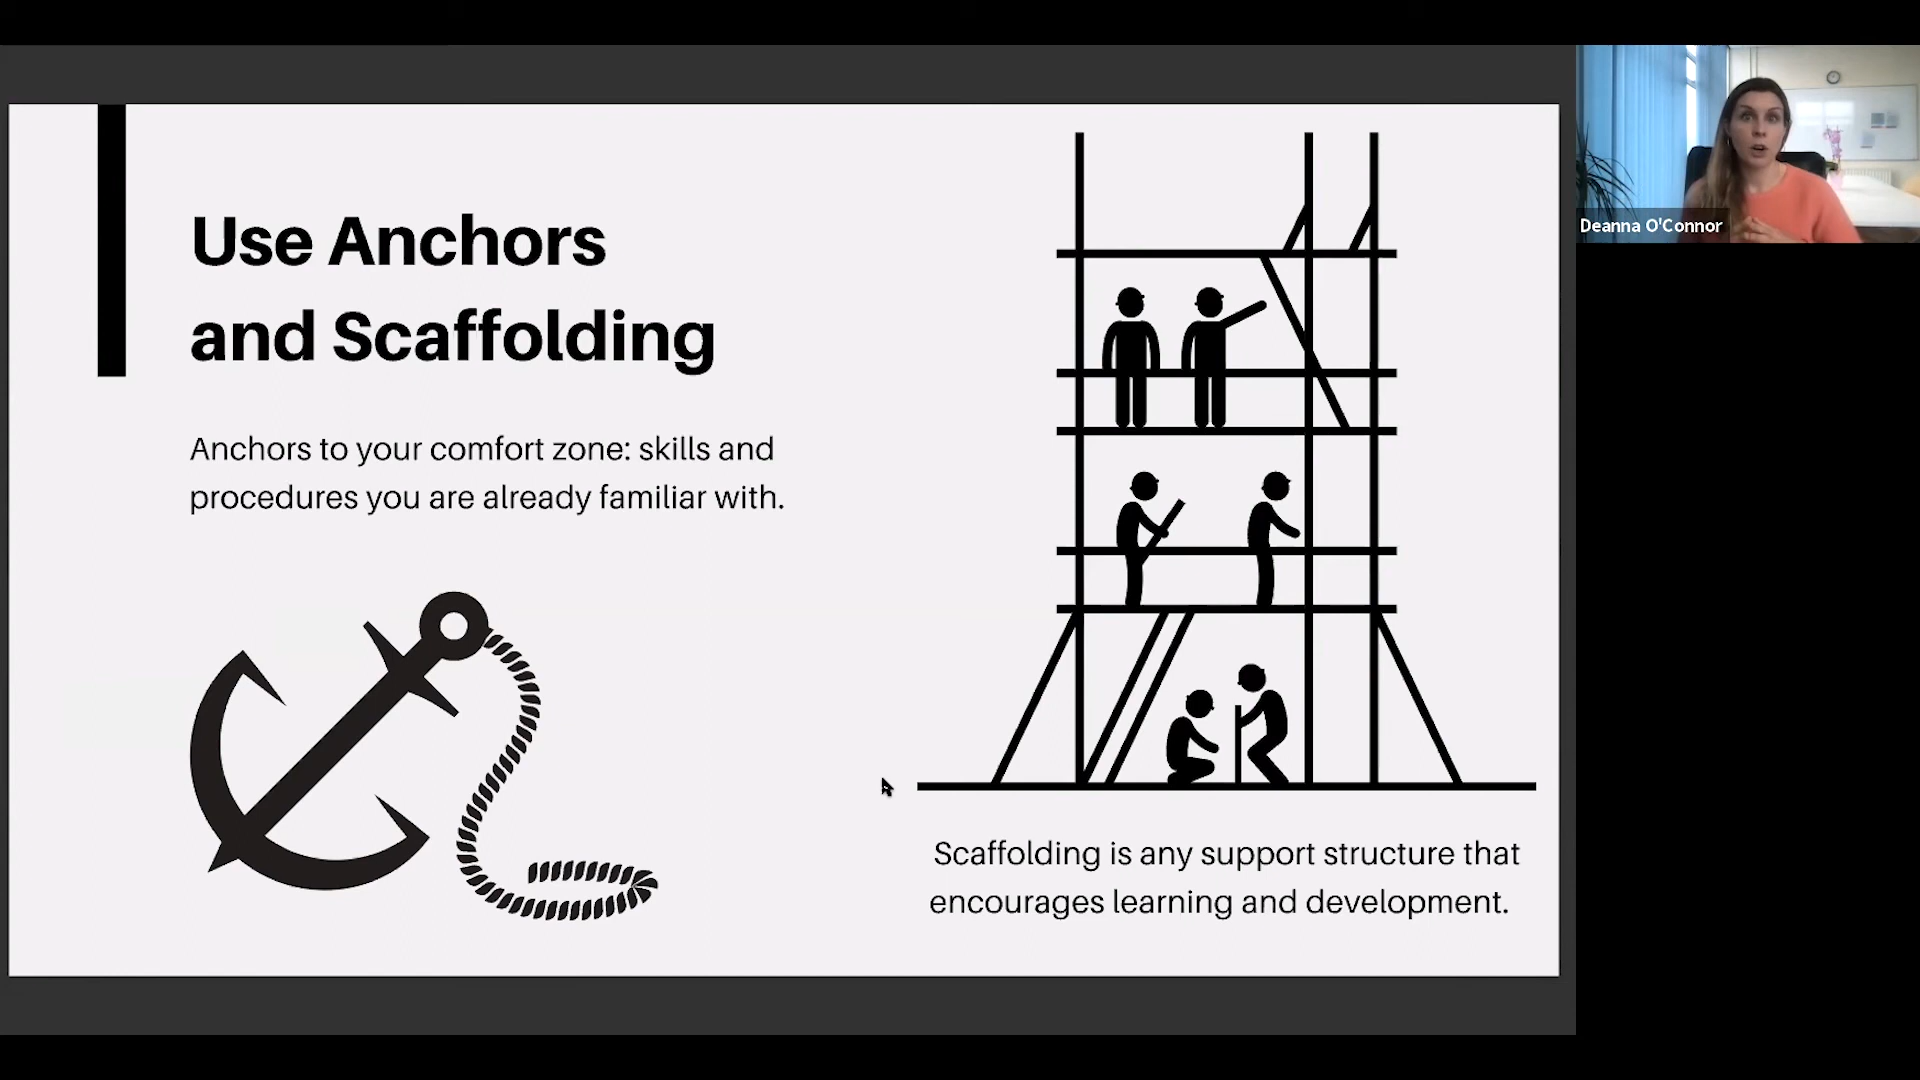 Use Anchors
and Scaffolding
Anchors to your comfort zone: skills and
procedures you are already familiar with.
Scaffolding is any support structure that
encourages learning and development.
Deanna O'Connor